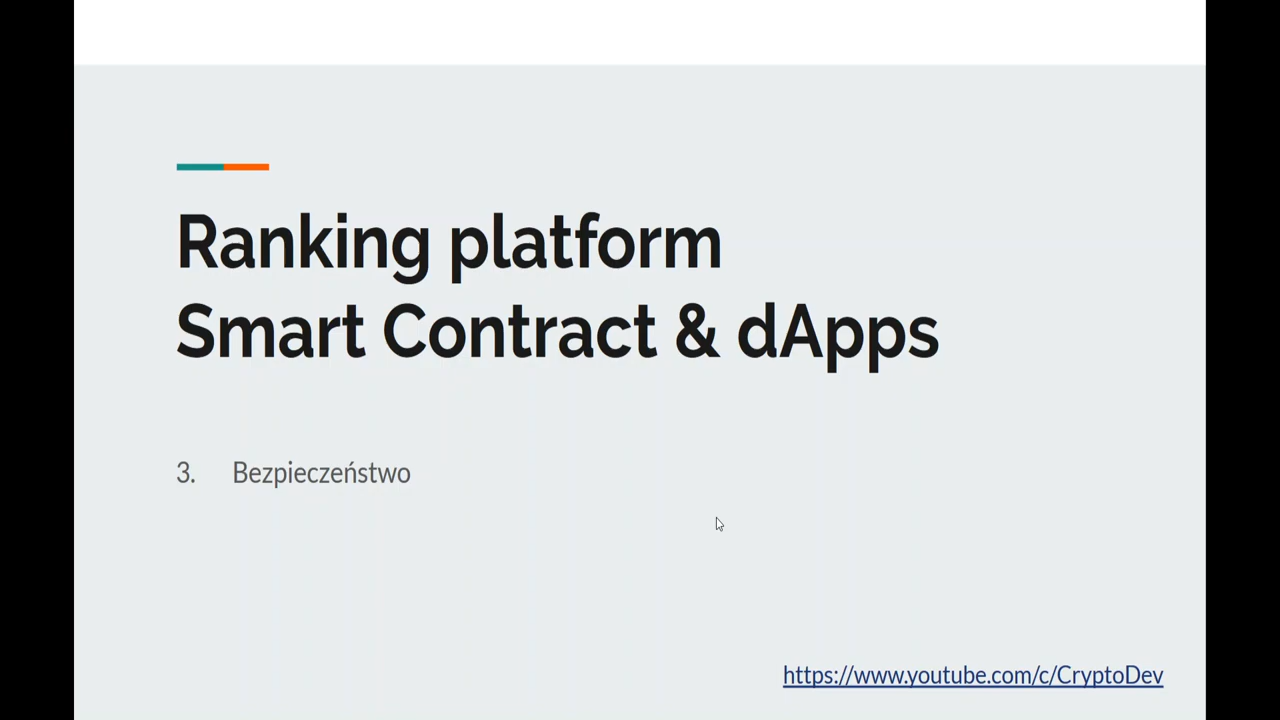 Ranking platform
Smart Contract & dApps
3. Bezpieczeństwo
https://www.youtube.com/c/CryptoDev